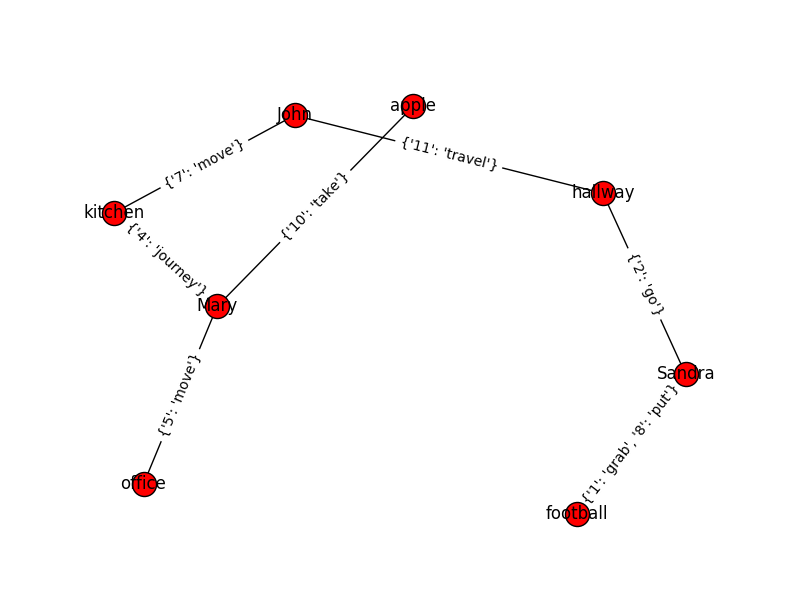 John
apple
{'11': 'travel'}
{'7': 'move'}
hallway
{'10': 'take'}
kitchen
{'4': 'journey'}
{'2': 'go'}
Mary
Sandra
{'5': 'move'}
{'1': 'grab', '8': 'put'}
office
football